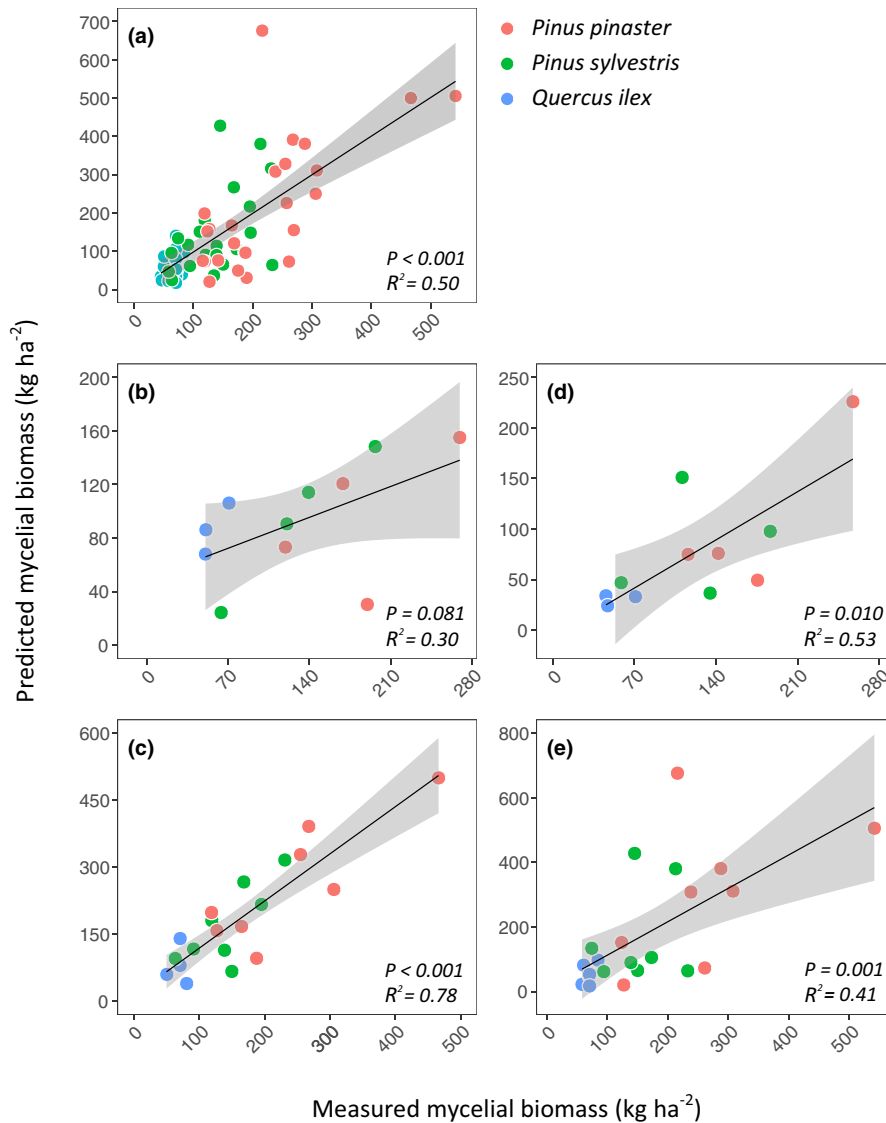 Pinus pinaster
Pinus sylvestris
Quercus ilex
Predicted mycelial biomass (kg ha⁻²)
(a)
700
600
500
400
300
200
100
0
P < 0.001
R² = 0.50
0 100 200 300 400 500
(b)
200
160
120
80
40
0
P = 0.081
R² = 0.30
0 70 140 210 280
(d)
250
200
150
100
50
0
P = 0.010
R² = 0.53
0 70 140 210 280
(c)
600
450
300
150
0
P < 0.001
R² = 0.78
0 100 200 300 400 500
(e)
800
600
400
200
0
P = 0.001
R² = 0.41
0 100 200 300 400 500
Measured mycelial biomass (kg ha⁻²)